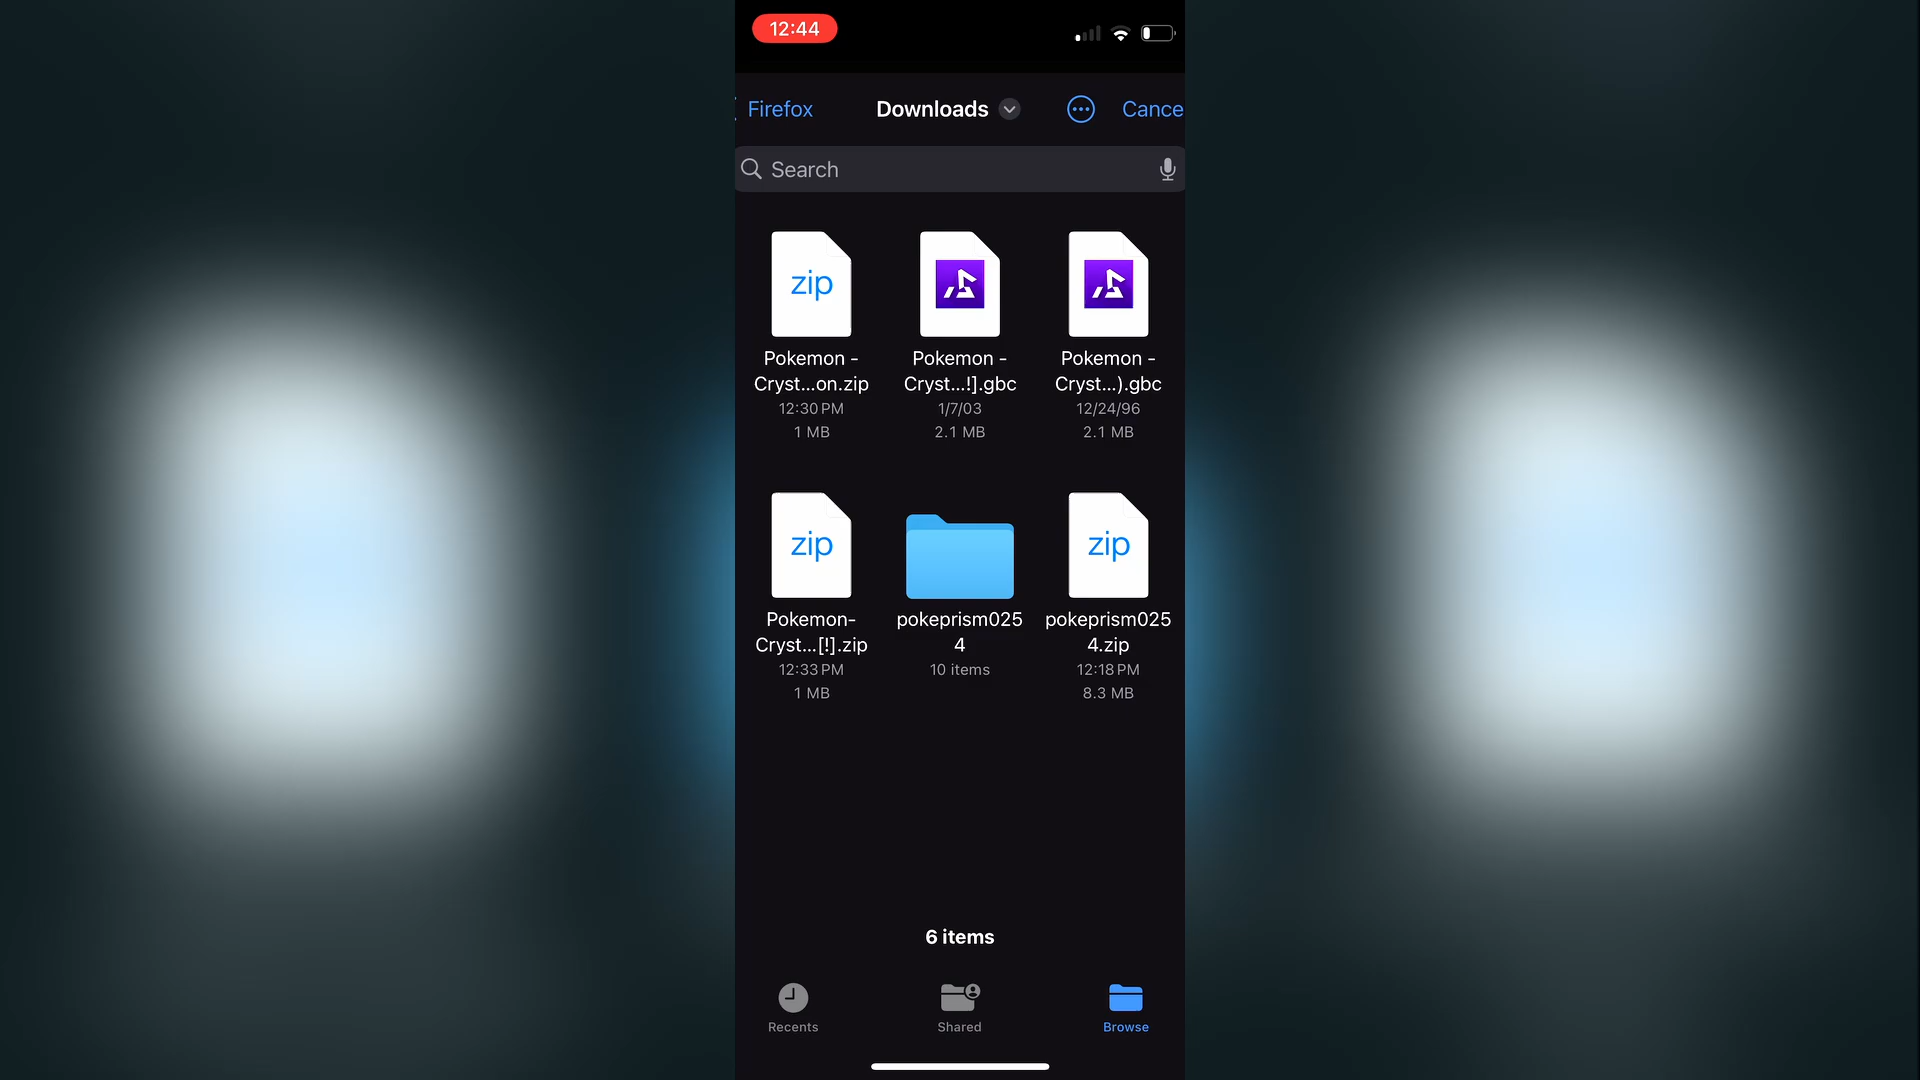 12:44
Firefox
Downloads
Cance
Search
zip
Pokemon -
Cryst...on.zip
12:30 PM
1 MB
Pokemon -
Cryst...!].gbc
1/7/03
2.1 MB
Pokemon -
Cryst...).gbc
12/24/96
2.1 MB
zip
Pokemon-
Cryst...[!].zip
12:33 PM
1 MB
pokeprism025
4
10 items
zip
pokeprism025
4.zip
12:18 PM
8.3 MB
6 items
Recents
Shared
Browse